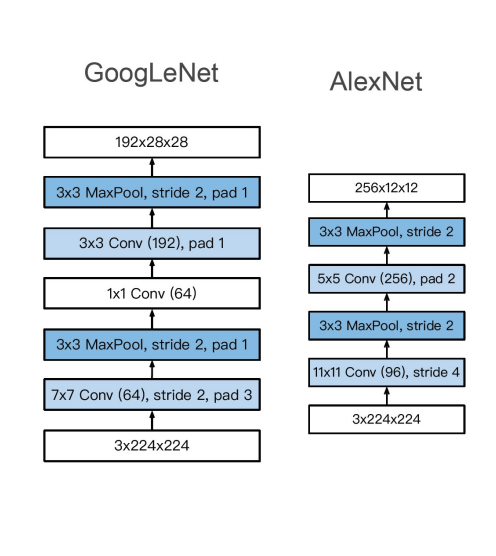 GoogLeNet
192x28x28
3x3 MaxPool, stride 2, pad 1
3x3 Conv (192), pad 1
1x1 Conv (64)
3x3 MaxPool, stride 2, pad 1
7x7 Conv (64), stride 2, pad 3
3x224x224
AlexNet
256x12x12
3x3 MaxPool, stride 2
5x5 Conv (256), pad 2
3x3 MaxPool, stride 2
11x11 Conv (96), stride 4
3x224x224